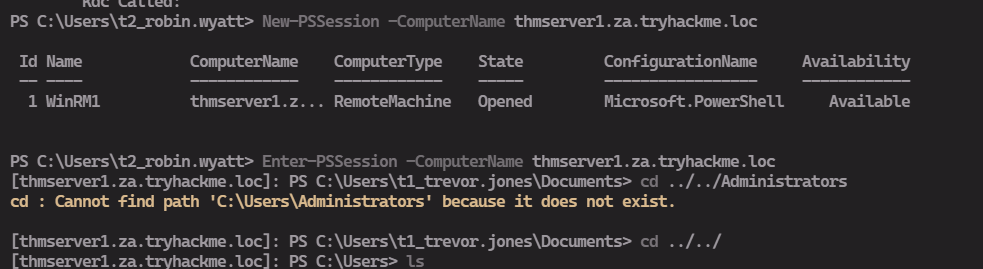 Rdc Called:
PS C:\Users\t2_robin.wyatt> New-PSSession -ComputerName thmserver1.za.tryhackme.loc
Id Name ComputerName ComputerType State ConfigurationName Availability
-- ---- ------------ ------------ ----- ----------------- ------------
1 WinRM1 thmserver1.z... RemoteMachine Opened Microsoft.PowerShell Available
PS C:\Users\t2_robin.wyatt> Enter-PSSession -ComputerName thmserver1.za.tryhackme.loc
[thmserver1.za.tryhackme.loc]: PS C:\Users\t1_trevor.jones\Documents> cd ../../Administrators
cd : Cannot find path 'C:\Users\Administrators' because it does not exist.
[thmserver1.za.tryhackme.loc]: PS C:\Users\t1_trevor.jones\Documents> cd ../../
[thmserver1.za.tryhackme.loc]: PS C:\Users> ls